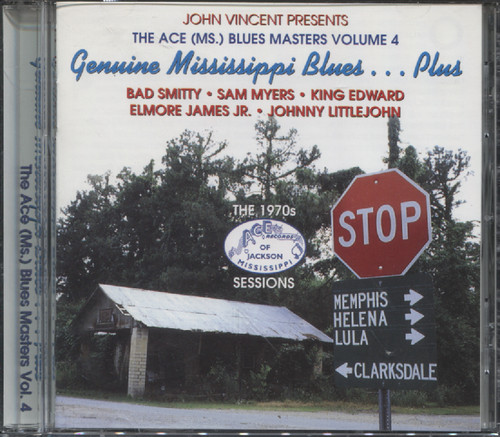 JOHN VINCENT PRESENTS
THE ACE (MS.) BLUES MASTERS VOLUME 4
Genuine Mississippi Blues . . . Plus
BAD SMITTY • SAM MYERS • KING EDWARD
ELMORE JAMES JR. • JOHNNY LITTLEJOHN
THE 1970s
ACE
RECORDS
OF
JACKSON
MISSISSIPPI
SESSIONS
STOP
MEMPHIS →
HELENA →
LULA →
← CLARKSDALE
The Ace (Ms.) Blues Masters Vol. 4